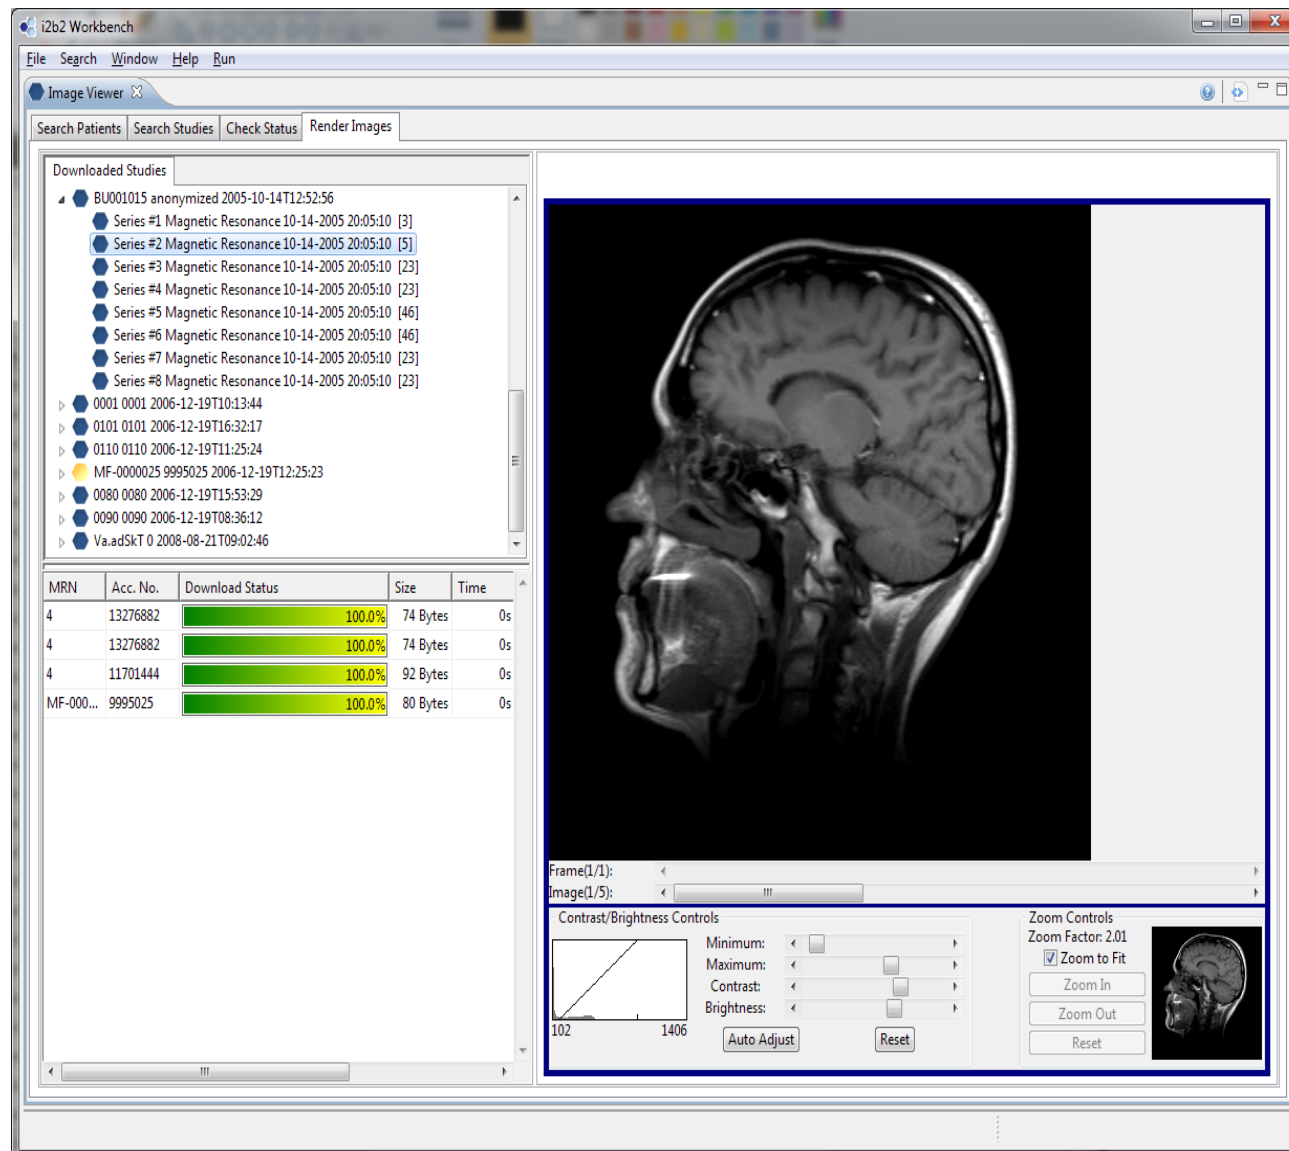 i2b2 Workbench
File Search Window Help Run
Image Viewer
Search Patients Search Studies Check Status Render Images
Downloaded Studies
BU001015 anonymized 2005-10-14T12:52:56
Series #1 Magnetic Resonance 10-14-2005 20:05:10 [3]
Series #2 Magnetic Resonance 10-14-2005 20:05:10 [5]
Series #3 Magnetic Resonance 10-14-2005 20:05:10 [23]
Series #4 Magnetic Resonance 10-14-2005 20:05:10 [23]
Series #5 Magnetic Resonance 10-14-2005 20:05:10 [46]
Series #6 Magnetic Resonance 10-14-2005 20:05:10 [46]
Series #7 Magnetic Resonance 10-14-2005 20:05:10 [23]
Series #8 Magnetic Resonance 10-14-2005 20:05:10 [23]
0001 0001 2006-12-19T10:13:44
0101 0101 2006-12-19T16:32:17
0110 0110 2006-12-19T11:25:24
MF-0000025 9995025 2006-12-19T12:25:23
0080 0080 2006-12-19T15:53:29
0090 0090 2006-12-19T08:36:12
Va.adSkT 0 2008-08-21T09:02:46
MRN Acc. No. Download Status Size Time
4 13276882 100.0% 74 Bytes 0s
4 13276882 100.0% 74 Bytes 0s
4 11701444 100.0% 92 Bytes 0s
MF-000... 9995025 100.0% 80 Bytes 0s
Frame(1/1):
Image(1/5):
Contrast/Brightness Controls
Minimum:
Maximum:
Contrast:
Brightness:
102 1406
Auto Adjust Reset
Zoom Controls
Zoom Factor: 2.01
Zoom to Fit
Zoom In
Zoom Out
Reset